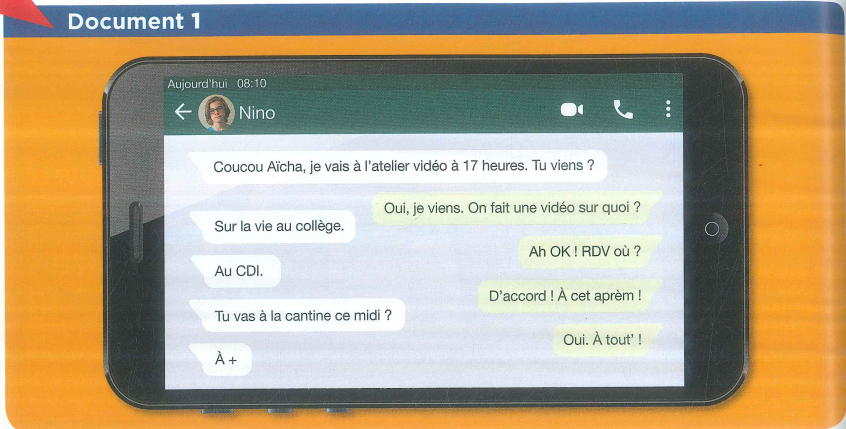 Document 1
Aujourd'hui 08:10
Nino
Coucou Aïcha, je vais à l'atelier vidéo à 17 heures. Tu viens ?
Oui, je viens. On fait une vidéo sur quoi ?
Sur la vie au collège.
Ah OK ! RDV où ?
Au CDI.
D'accord ! À cet aprèm !
Tu vas à la cantine ce midi ?
Oui. À tout' !
À +